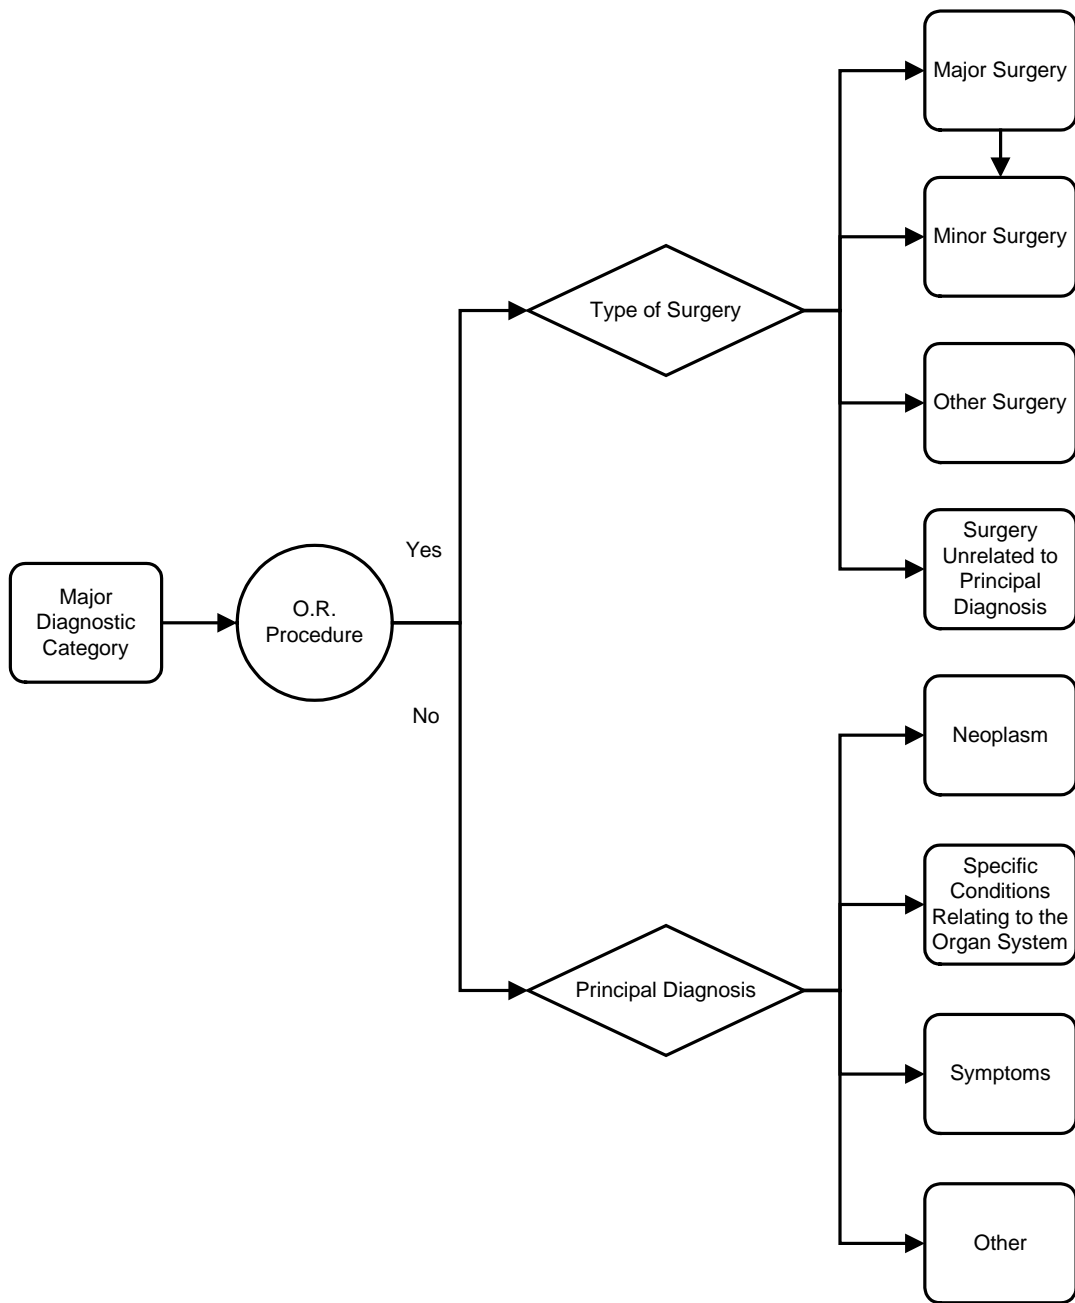 Major Surgery
Minor Surgery
Type of Surgery
Other Surgery
Surgery
Unrelated to
Principal
Diagnosis
Yes
Major
Diagnostic
Category
O.R.
Procedure
No
Neoplasm
Specific
Conditions
Relating to the
Organ System
Principal Diagnosis
Symptoms
Other